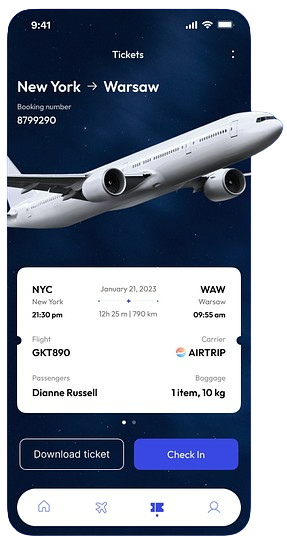 9:41
Tickets
New York → Warsaw
Booking number
8799290
NYC January 21, 2023 WAW
New York Warsaw
21:30 pm 12h 25 m | 790 km 09:55 am
Flight Carrier
GKT890 AIRTRIP
Passengers Baggage
Dianne Russell 1 item, 10 kg
Download ticket Check In